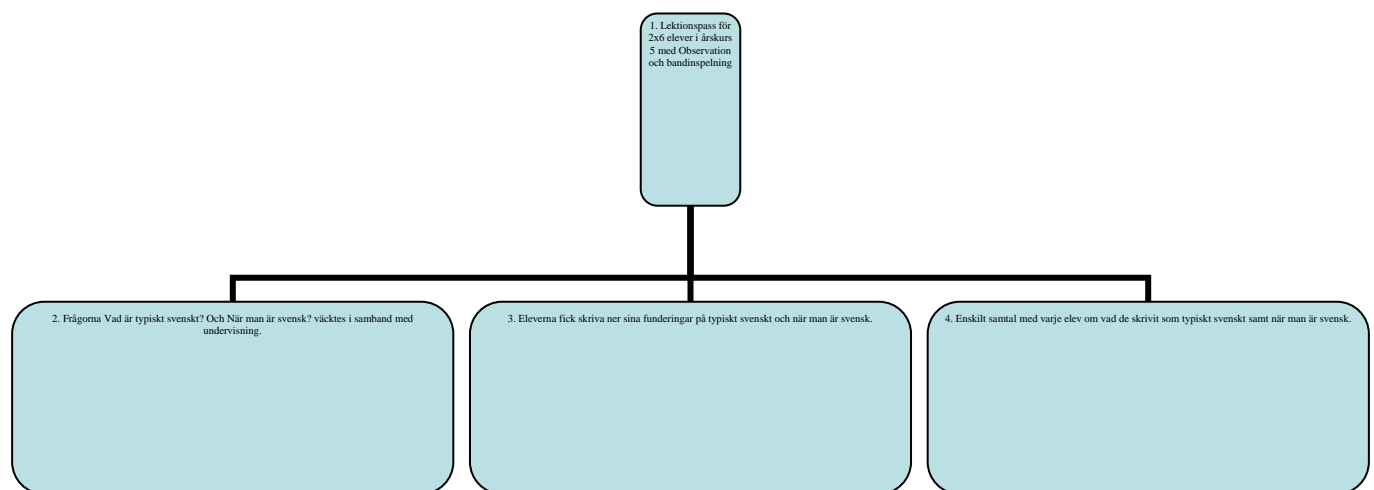 1. Lektionspass för
2x6 elever i årskurs
5 med Observation
och bandinspelning
2. Frågorna Vad är typiskt svenskt? Och När man är svensk? väcktes i samband med
undervisning.
3. Eleverna fick skriva ner sina funderingar på typiskt svenskt och när man är svensk.
4. Enskilt samtal med varje elev om vad de skrivit som typiskt svenskt samt när man är svensk.